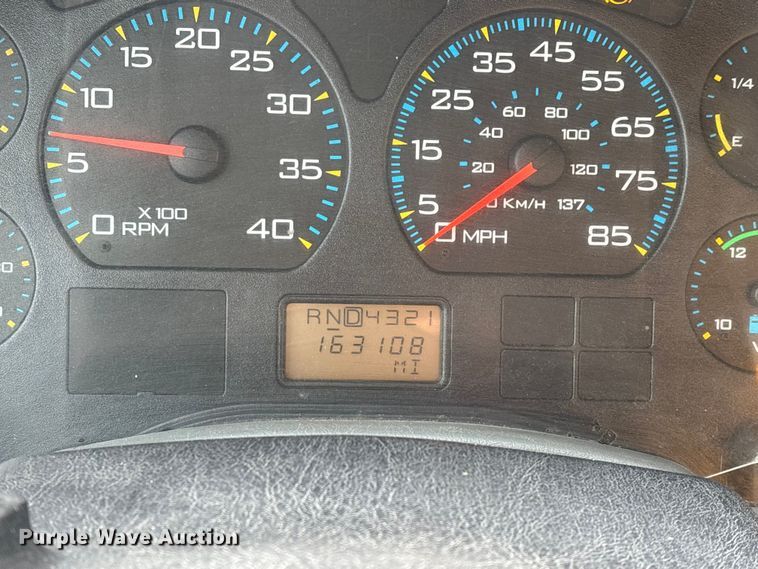 0 5 10 15 20 25 30 35 40
X 100
RPM
0 5 15 25 35 45 55 65 75 85
MPH
20 40 60 80 100 120 137
KM/H
1/4
E
12
10
RND4321
163108
MI
Purple Wave Auction